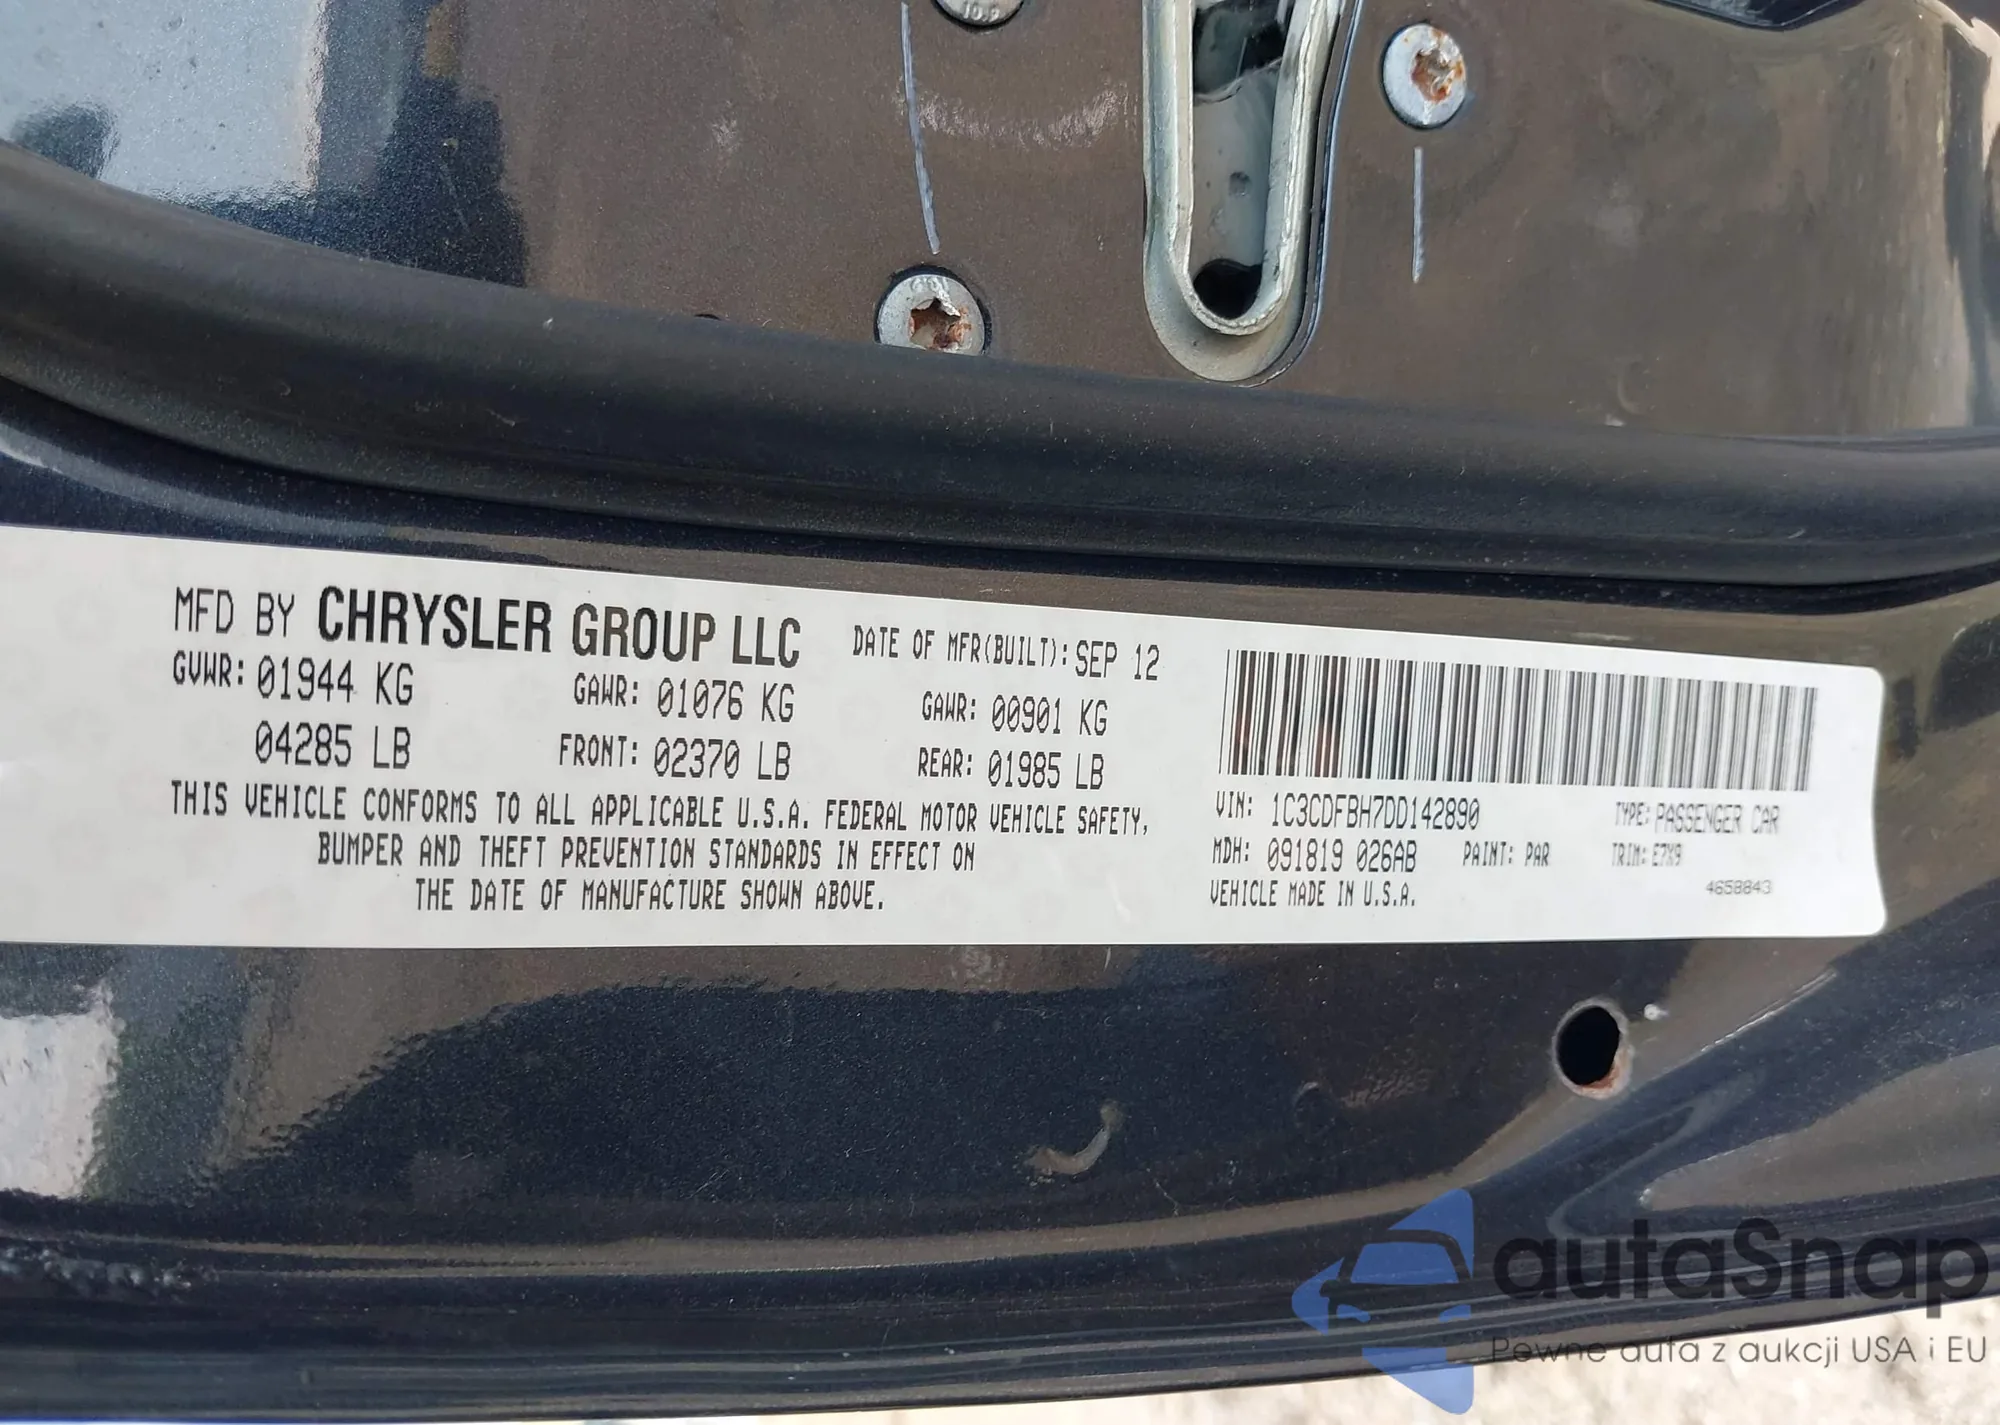 10.9
MFD BY CHRYSLER GROUP LLC DATE OF MFR(BUILT): SEP 12
GVWR: 01944 KG GAWR: 01076 KG GAWR: 00901 KG
04285 LB FRONT: 02370 LB REAR: 01985 LB
THIS VEHICLE CONFORMS TO ALL APPLICABLE U.S.A. FEDERAL MOTOR VEHICLE SAFETY,
BUMPER AND THEFT PREVENTION STANDARDS IN EFFECT ON
THE DATE OF MANUFACTURE SHOWN ABOVE.
VIN: 1C3CDFBH7DD142890 TYPE: PASSENGER CAR
MDH: 091819 026AB PAINT: PAR TRIM: E7X9
VEHICLE MADE IN U.S.A. 4658843
autaSnap
Pewne auta z aukcji USA i EU